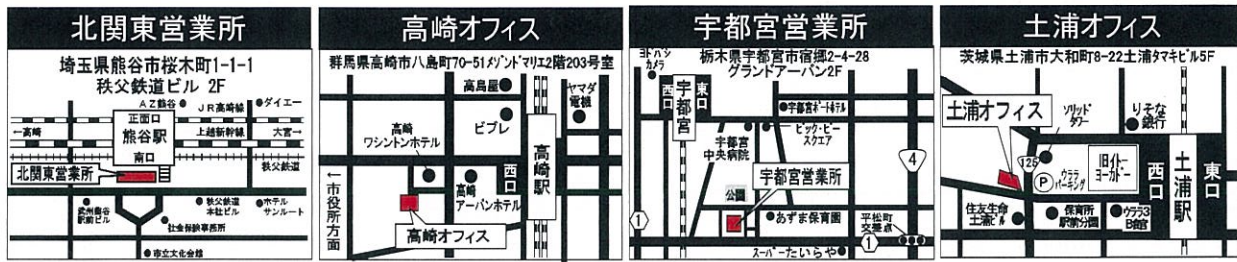 北関東営業所
埼玉県熊谷市桜木町1-1-1
秩父鉄道ビル 2F
AZ熊谷
JR高崎線
ダイエー
←高崎
正面口
上越新幹線
大宮→
熊谷駅
南口
秩父鉄道
北関東営業所
武州熊谷
駅前ビル
秩父鉄道
本社ビル
ホテル
サンルート
社会保険事務所
市立文化会館
高崎オフィス
群馬県高崎市八島町70-51メゾンドマリエ2階203号室
高島屋
ヤマダ
電機
ビブレ
高崎
ワシントンホテル
西口
高崎駅
高崎
アーバンホテル
←市役所方面
高崎オフィス
宇都宮営業所
栃木県宇都宮市宿郷2-4-28
グランドアーバン2F
ヨドバシ
カメラ
西口
宇都宮
東口
宇都宮ポートホテル
宇都宮
中央病院
ビック・ビー
スクエア
4
公園
宇都宮営業所
あずま保育園
平松町
交差点
1
1
スーパーたいらや
土浦オフィス
茨城県土浦市大和町8-22土浦タマキビル5F
土浦オフィス
ソリッド
タワー
りそな
銀行
125
P
ウララ
パーキング
旧イトー
ヨーカドー
西口
土浦駅
東口
住友生命
土浦ビル
保育所
駅前分園
ウララ3
B館